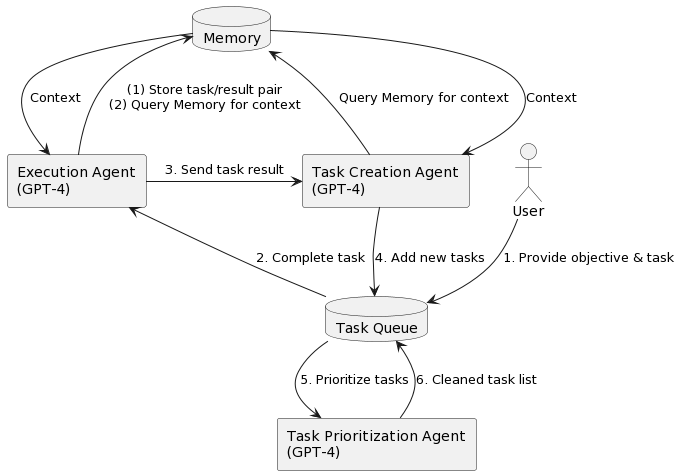 Memory
Context
(1) Store task/result pair
(2) Query Memory for context
Query Memory for context
Context
Execution Agent
(GPT-4)
3. Send task result
Task Creation Agent
(GPT-4)
User
2. Complete task
4. Add new tasks
1. Provide objective & task
Task Queue
5. Prioritize tasks
6. Cleaned task list
Task Prioritization Agent
(GPT-4)